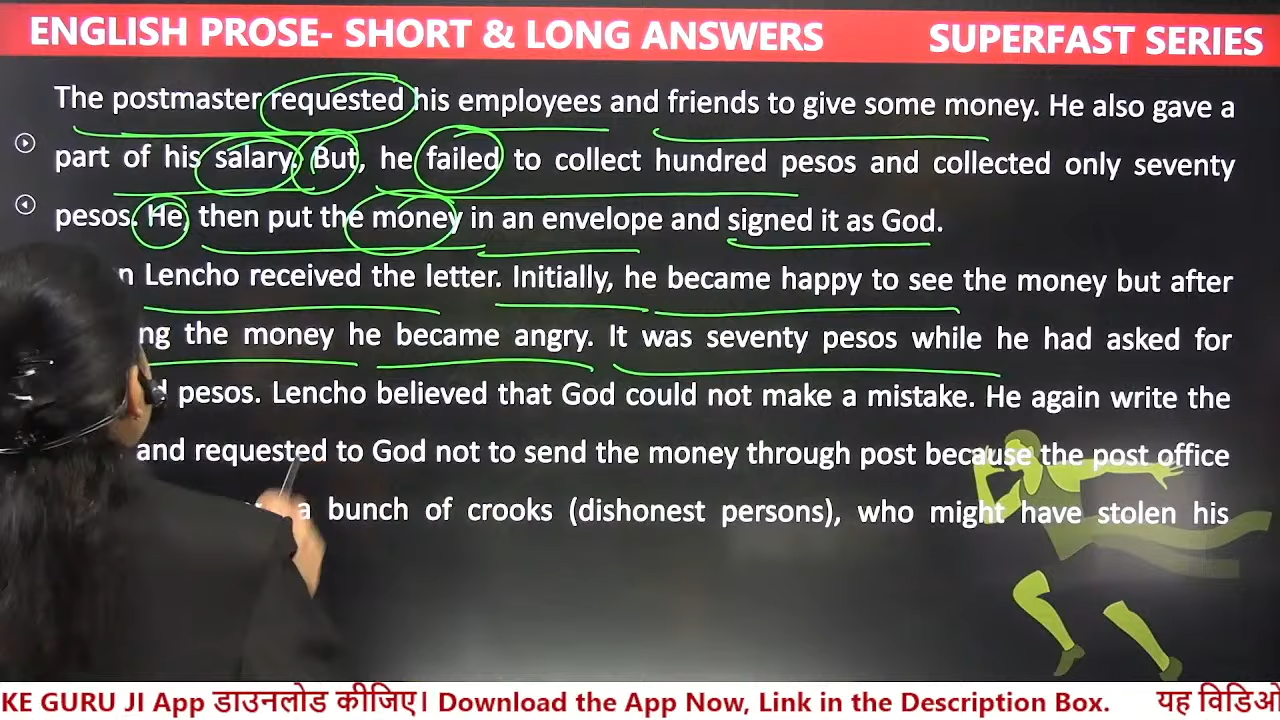 ENGLISH PROSE- SHORT & LONG ANSWERS SUPERFAST SERIES
The postmaster requested his employees and friends to give some money. He also gave a
part of his salary. But, he failed to collect hundred pesos and collected only seventy
pesos. He, then put the money in an envelope and signed it as God.
Lencho received the letter. Initially, he became happy to see the money but after
the money he became angry. It was seventy pesos while he had asked for
pesos. Lencho believed that God could not make a mistake. He again write the
and requested to God not to send the money through post because the post office
a bunch of crooks (dishonest persons), who might have stolen his
KE GURU JI App डाउनलोड कीजिए। Download the App Now, Link in the Description Box. यह